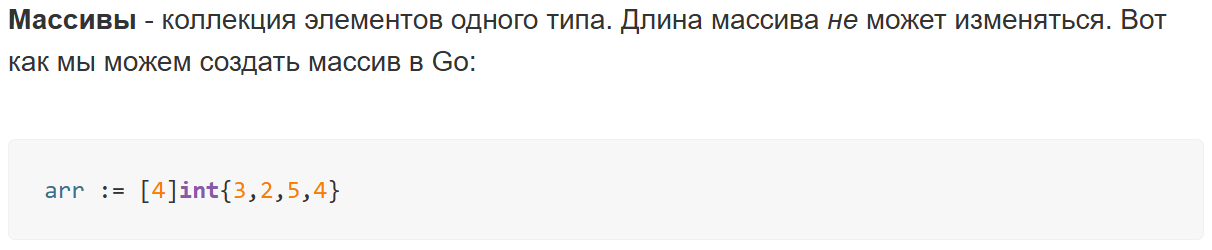 Массивы - коллекция элементов одного типа. Длина массива не может изменяться. Вот
как мы можем создать массив в Go:
arr := [4]int{3,2,5,4}